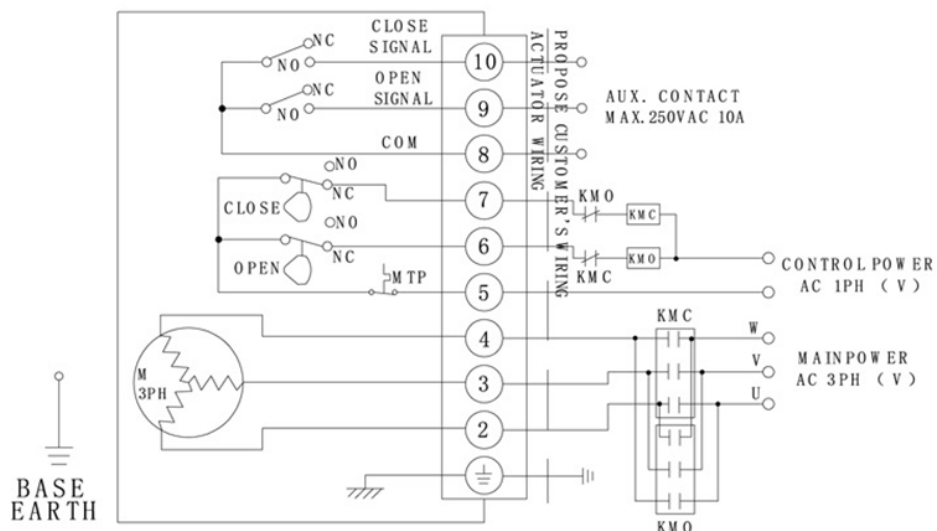 CLOSE
SIGNAL
NC
NO
10
OPEN
SIGNAL
NC
NO
9
COM
8
AUX. CONTACT
MAX.250VAC 10A
PROPOSE CUSTOMER'S WIRING
ACTUATOR WIRING
NO
NC
CLOSE
7
KMO
KMC
NO
NC
OPEN
6
KMC
KMO
MTP
5
CONTROL POWER
AC 1PH (V)
4
KMC
W
M
3PH
3
V
MAINPOWER
AC 3PH (V)
U
2
BASE
EARTH
KMO